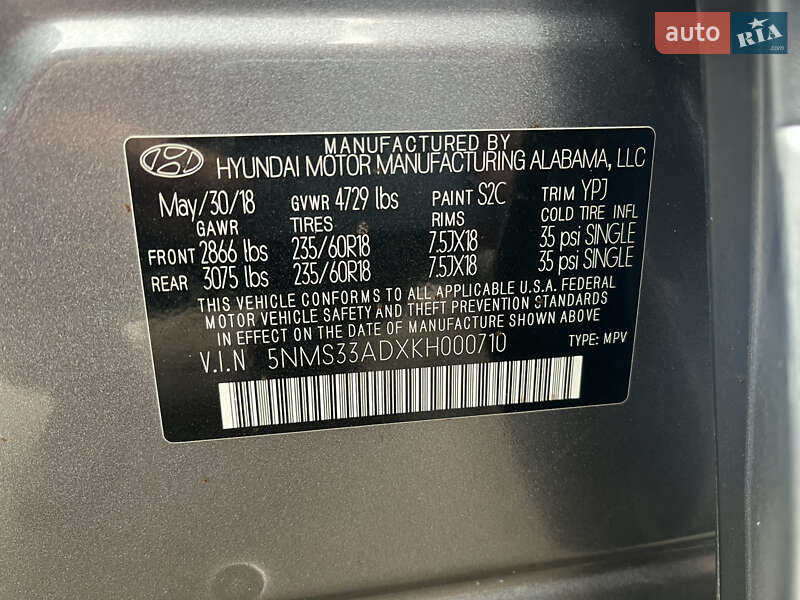 auto RIA .com
MANUFACTURED BY
HYUNDAI MOTOR MANUFACTURING ALABAMA, LLC
May/30/18 GVWR 4729 lbs PAINT S2C TRIM YPJ
GAWR TIRES RIMS COLD TIRE INFL
FRONT 2866 lbs 235/60R18 7.5JX18 35 psi SINGLE
REAR 3075 lbs 235/60R18 7.5JX18 35 psi SINGLE
THIS VEHICLE CONFORMS TO ALL APPLICABLE U.S.A. FEDERAL
MOTOR VEHICLE SAFETY AND THEFT PREVENTION STANDARDS
IN EFFECT ON THE DATE OF MANUFACTURE SHOWN ABOVE
V.I.N 5NMS33ADXKH000710 TYPE: MPV